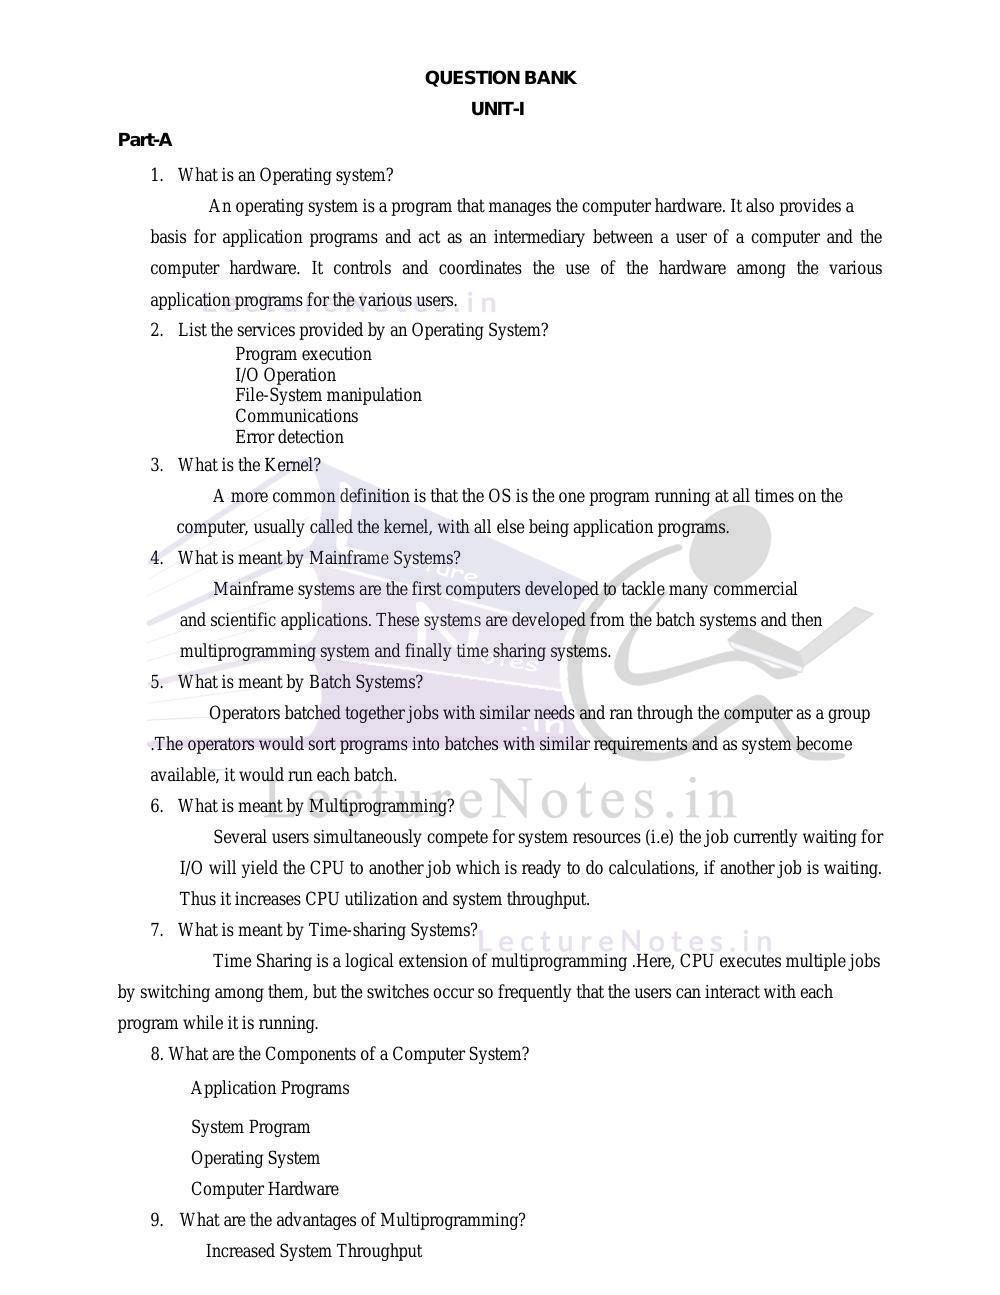 QUESTION BANK
UNIT-I
Part-A
1. What is an Operating system?
An operating system is a program that manages the computer hardware. It also provides a
basis for application programs and act as an intermediary between a user of a computer and the
computer hardware. It controls and coordinates the use of the hardware among the various
application programs for the various users.
LectureNotes.in
2. List the services provided by an Operating System?
Program execution
I/O Operation
File-System manipulation
Communications
Error detection
3. What is the Kernel?
A more common definition is that the OS is the one program running at all times on the
computer, usually called the kernel, with all else being application programs.
4. What is meant by Mainframe Systems?
Lecture
Mainframe systems are the first computers developed to tackle many commercial
and scientific applications. These systems are developed from the batch systems and then
multiprogramming system and finally time sharing systems.
Notes
5. What is meant by Batch Systems?
Operators batched together jobs with similar needs and ran through the computer as a group
.in
.The operators would sort programs into batches with similar requirements and as system become
available, it would run each batch.
LectureNotes.in
6. What is meant by Multiprogramming?
Several users simultaneously compete for system resources (i.e) the job currently waiting for
I/O will yield the CPU to another job which is ready to do calculations, if another job is waiting.
Thus it increases CPU utilization and system throughput.
7. What is meant by Time-sharing Systems?
LectureNotes.in
Time Sharing is a logical extension of multiprogramming .Here, CPU executes multiple jobs
by switching among them, but the switches occur so frequently that the users can interact with each
program while it is running.
8. What are the Components of a Computer System?
Application Programs
System Program
Operating System
Computer Hardware
9. What are the advantages of Multiprogramming?
Increased System Throughput